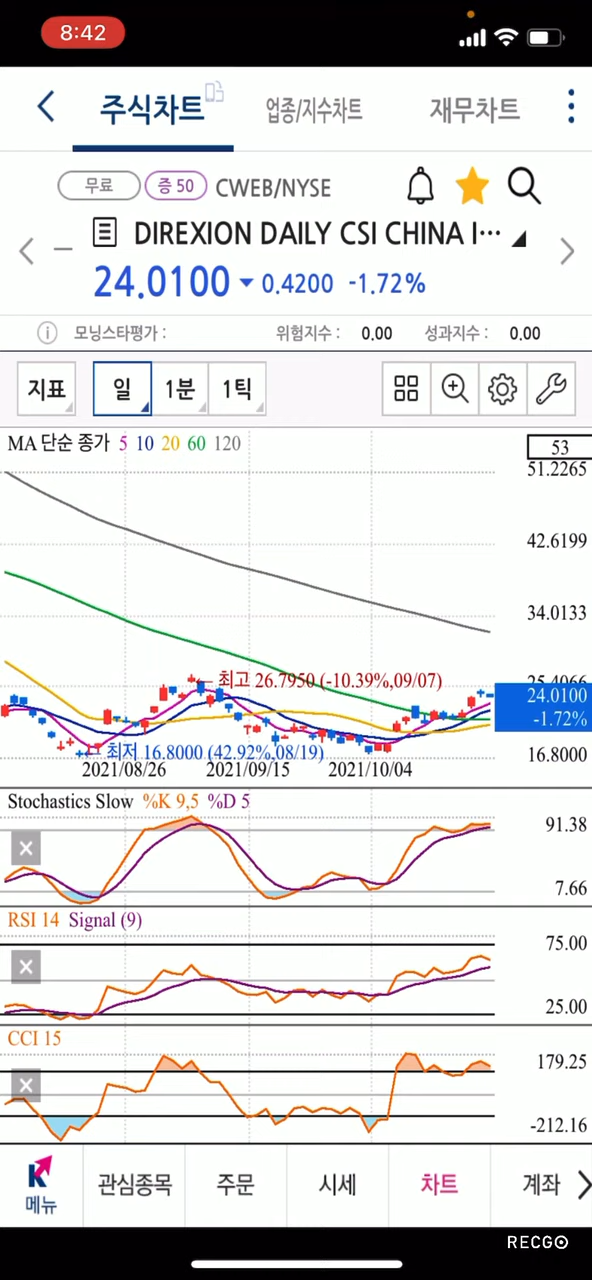 8:42
주식차트 업종/지수차트 재무차트
무료 증 50 CWEB/NYSE
DIREXION DAILY CSI CHINA I···
24.0100 ▼ 0.4200 -1.72%
모닝스타평가 : 위험지수 : 0.00 성과지수 : 0.00
지표 일 1분 1틱
MA 단순 종가 5 10 20 60 120
53
51.2265
42.6199
34.0133
최고 26.7950 (-10.39%,09/07)
25.4066
24.0100
-1.72%
최저 16.8000 (42.92%,08/19)
16.8000
2021/08/26 2021/09/15 2021/10/04
Stochastics Slow %K 9,5 %D 5
91.38
7.66
RSI 14 Signal (9)
75.00
25.00
CCI 15
179.25
-212.16
메뉴 관심종목 주문 시세 차트 계좌
RECGO